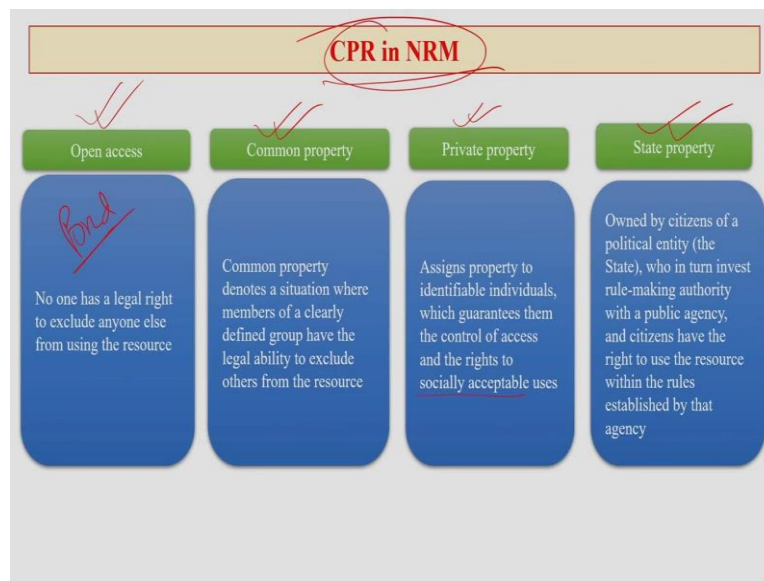 CPR in NRM
Open access
Common property
Private property
State property
No one has a legal right
to exclude anyone else
from using the resource
Common property
denotes a situation where
members of a clearly
defined group have the
legal ability to exclude
others from the resource
Assigns property to
identifiable individuals,
which guarantees them
the control of access
and the rights to
socially acceptable uses
Owned by citizens of a
political entity (the
State), who in turn invest
rule-making authority
with a public agency,
and citizens have the
right to use the resource
within the rules
established by that
agency